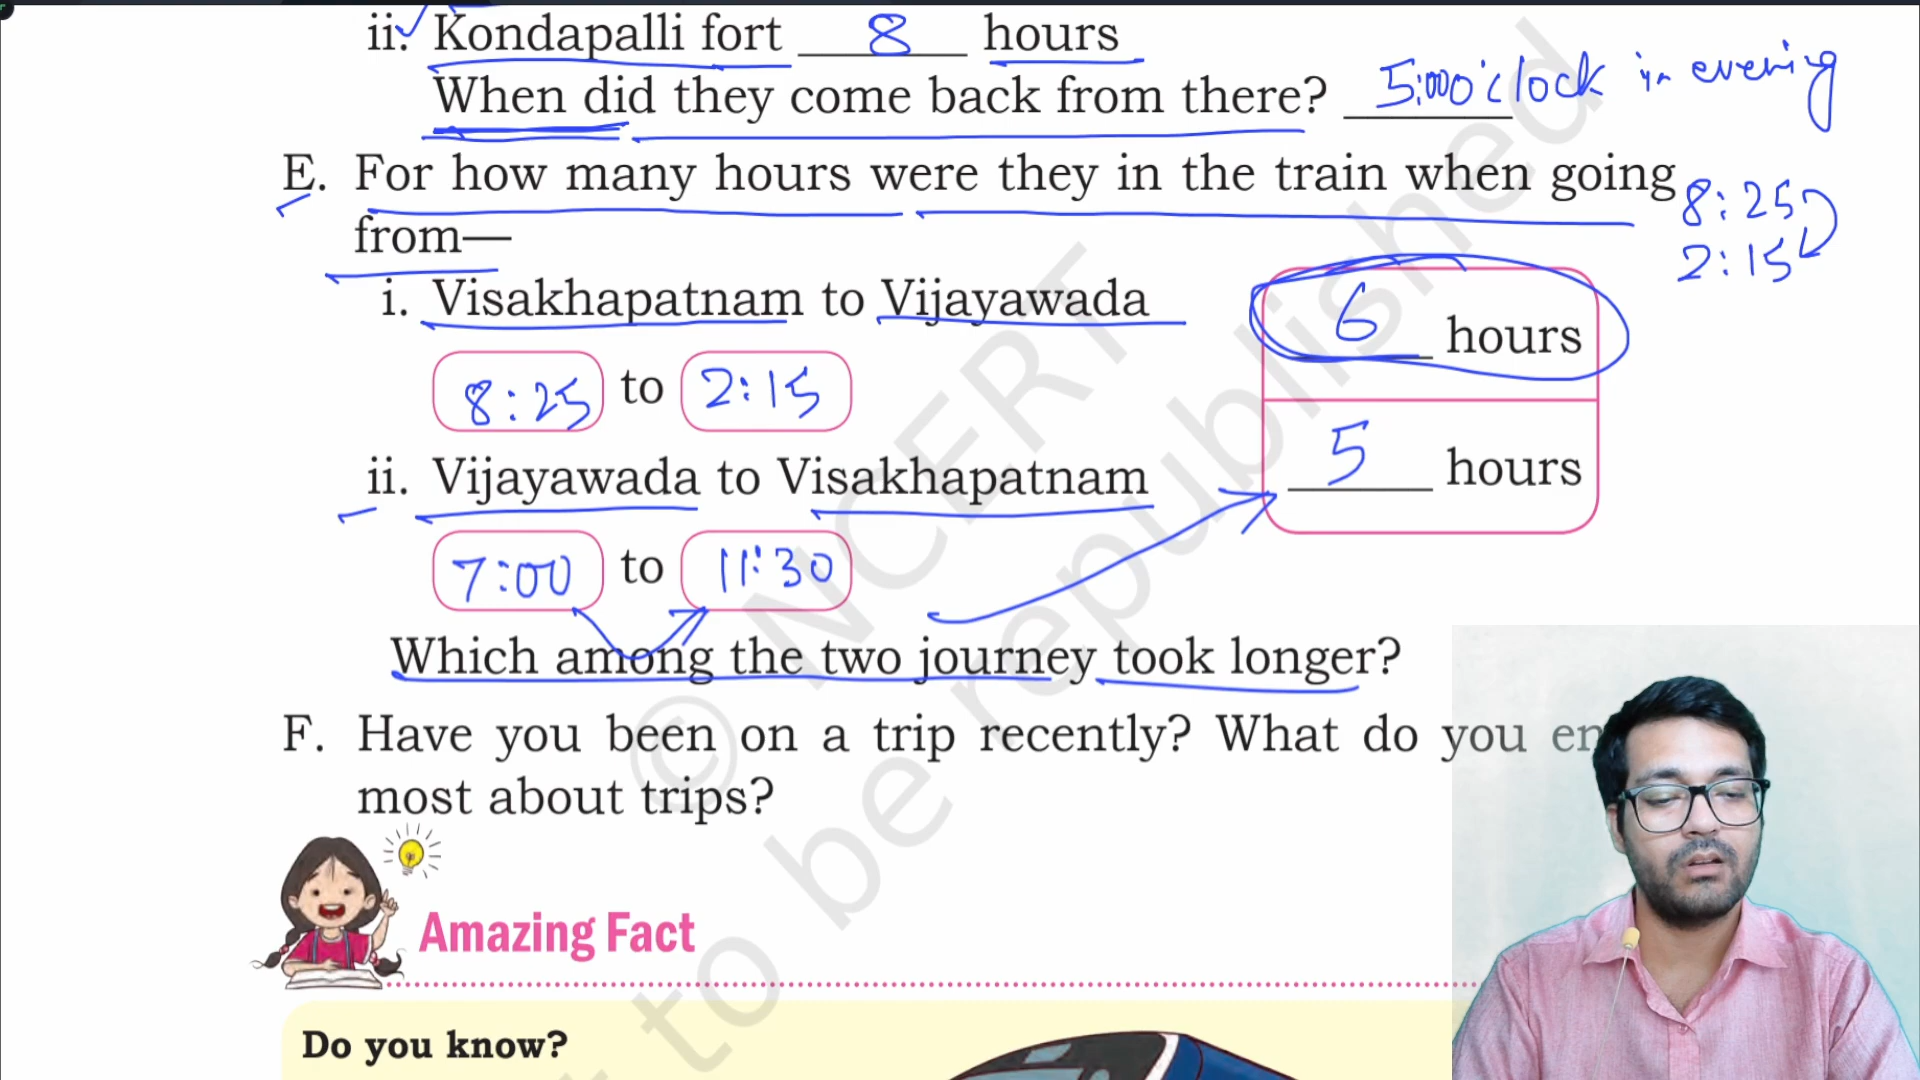 ii. Kondapalli fort 8 hours
When did they come back from there? 5:00 o'clock in evening
E. For how many hours were they in the train when going
from—
8:25
2:15
i. Visakhapatnam to Vijayawada
6 hours
8:25 to 2:15
ii. Vijayawada to Visakhapatnam
5 hours
7:00 to 11:30
Which among the two journey took longer?
F. Have you been on a trip recently? What do you
most about trips?
Amazing Fact
Do you know?
© NCERT
to be republished